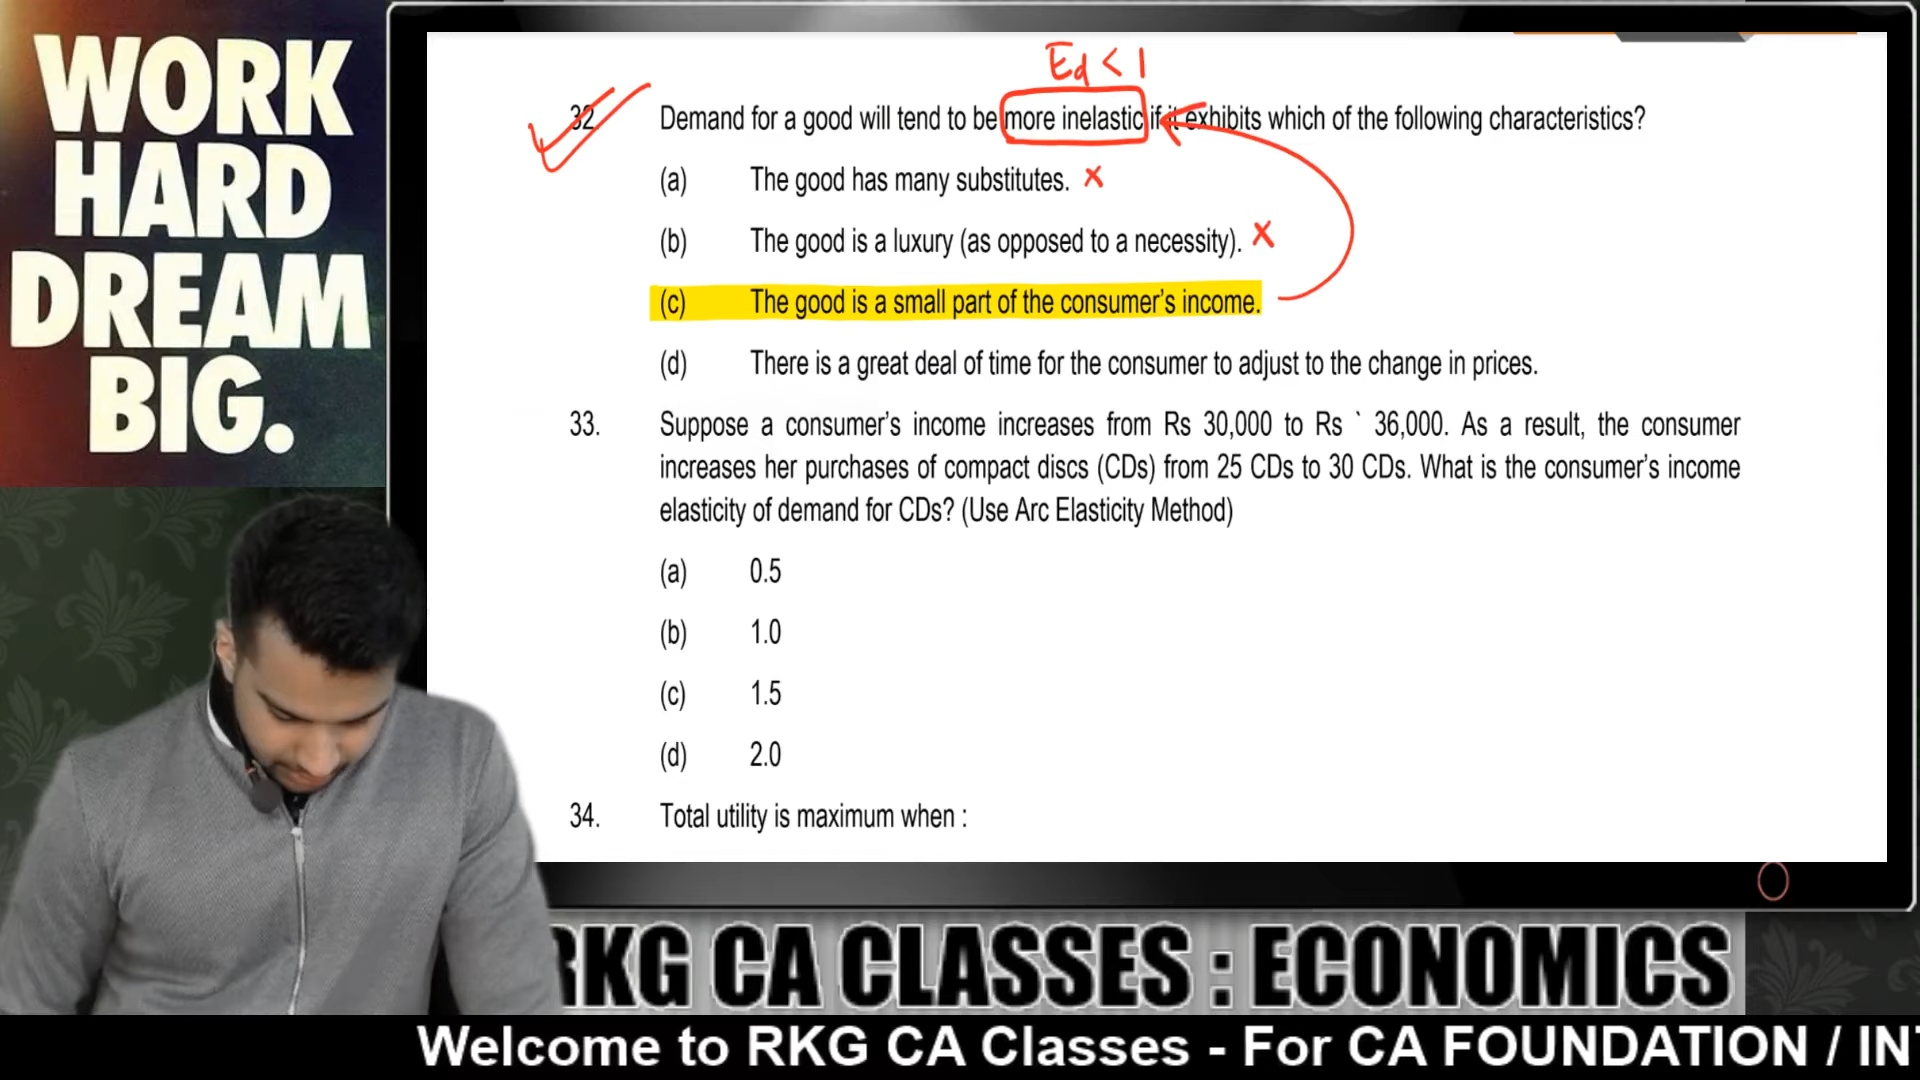 WORK
HARD
DREAM
BIG.
Ed < 1
32. Demand for a good will tend to be more inelastic if it exhibits which of the following characteristics?
(a) The good has many substitutes. ×
(b) The good is a luxury (as opposed to a necessity). ×
(c) The good is a small part of the consumer’s income.
(d) There is a great deal of time for the consumer to adjust to the change in prices.
33. Suppose a consumer’s income increases from Rs 30,000 to Rs ` 36,000. As a result, the consumer
increases her purchases of compact discs (CDs) from 25 CDs to 30 CDs. What is the consumer’s income
elasticity of demand for CDs? (Use Arc Elasticity Method)
(a) 0.5
(b) 1.0
(c) 1.5
(d) 2.0
34. Total utility is maximum when :
RKG CA CLASSES : ECONOMICS
Welcome to RKG CA Classes - For CA FOUNDATION / IN